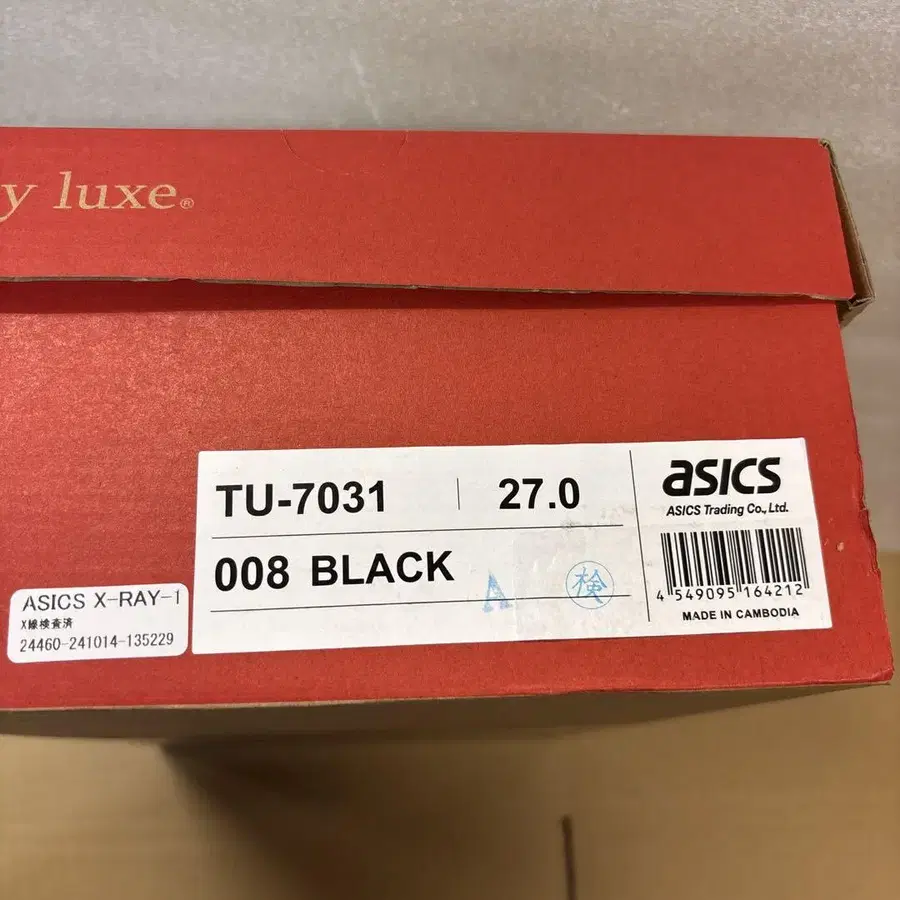 y luxe®
TU-7031 27.0
008 BLACK
A 検
asics
ASICS Trading Co., Ltd.
4 549095 164212
MADE IN CAMBODIA
ASICS X-RAY-1
X線検査済
24460-241014-135229